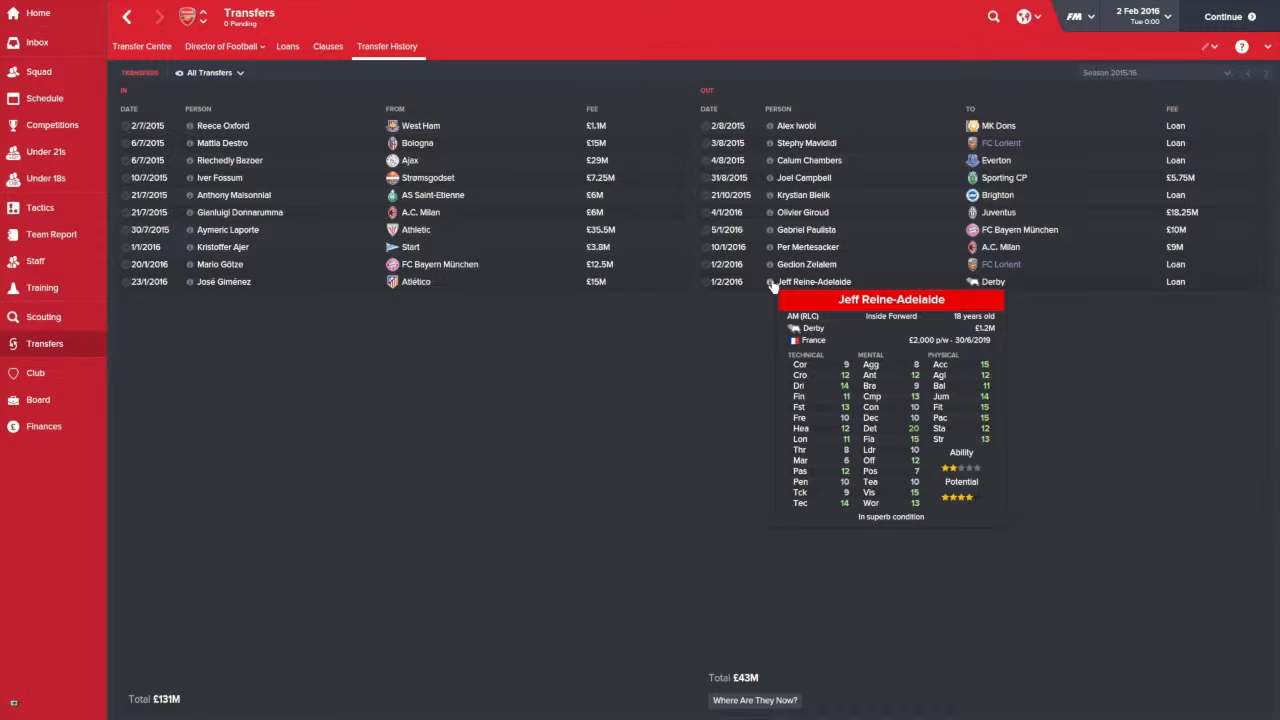 Home
Inbox
Squad
Schedule
Competitions
Under 21s
Under 18s
Tactics
Team Report
Staff
Training
Scouting
Transfers
Club
Board
Finances
Transfers
0 Pending
FM
2 Feb 2016
Tue 0:00
Continue
Transfer Centre Director of Football Loans Clauses Transfer History
TRANSFERS All Transfers Season 2015/16
IN
DATE PERSON FROM FEE
2/7/2015 Reece Oxford West Ham £1.1M
6/7/2015 Mattia Destro Bologna £15M
6/7/2015 Riechedly Bazoer Ajax £29M
10/7/2015 Iver Fossum Strømsgodset £7.25M
21/7/2015 Anthony Maisonnial AS Saint-Etienne £6M
21/7/2015 Gianluigi Donnarumma A.C. Milan £6M
30/7/2015 Aymeric Laporte Athletic £35.5M
1/1/2016 Kristoffer Ajer Start £3.8M
20/1/2016 Mario Götze FC Bayern München £12.5M
23/1/2016 José Giménez Atlético £15M
Total £131M
OUT
DATE PERSON TO FEE
2/8/2015 Alex Iwobi MK Dons Loan
3/8/2015 Stephy Mavididi FC Lorient Loan
4/8/2015 Calum Chambers Everton Loan
31/8/2015 Joel Campbell Sporting CP £5.75M
21/10/2015 Krystian Bielik Brighton Loan
4/1/2016 Olivier Giroud Juventus £18.25M
5/1/2016 Gabriel Paulista FC Bayern München £10M
10/1/2016 Per Mertesacker A.C. Milan £9M
1/2/2016 Gedion Zelalem FC Lorient Loan
1/2/2016 Jeff Reine-Adelaide Derby Loan
Jeff Reine-Adelaide
AM (RLC) Inside Forward 18 years old
Derby £1.2M
France £2,000 p/w - 30/6/2019
TECHNICAL MENTAL PHYSICAL
Cor 9 Agg 8 Acc 15
Cro 12 Ant 12 Agi 12
Dri 14 Bra 9 Bal 11
Fin 11 Cmp 13 Jum 14
Fst 13 Con 10 Fit 15
Fre 10 Dec 10 Pac 15
Hea 12 Det 20 Sta 12
Lon 11 Fla 15 Str 13
Thr 8 Ldr 10 Ability
Mar 6 Off 12
Pas 12 Pos 7
Pen 10 Tea 10 Potential
Tck 9 Vis 15
Tec 14 Wor 13
In superb condition
Total £43M
Where Are They Now?